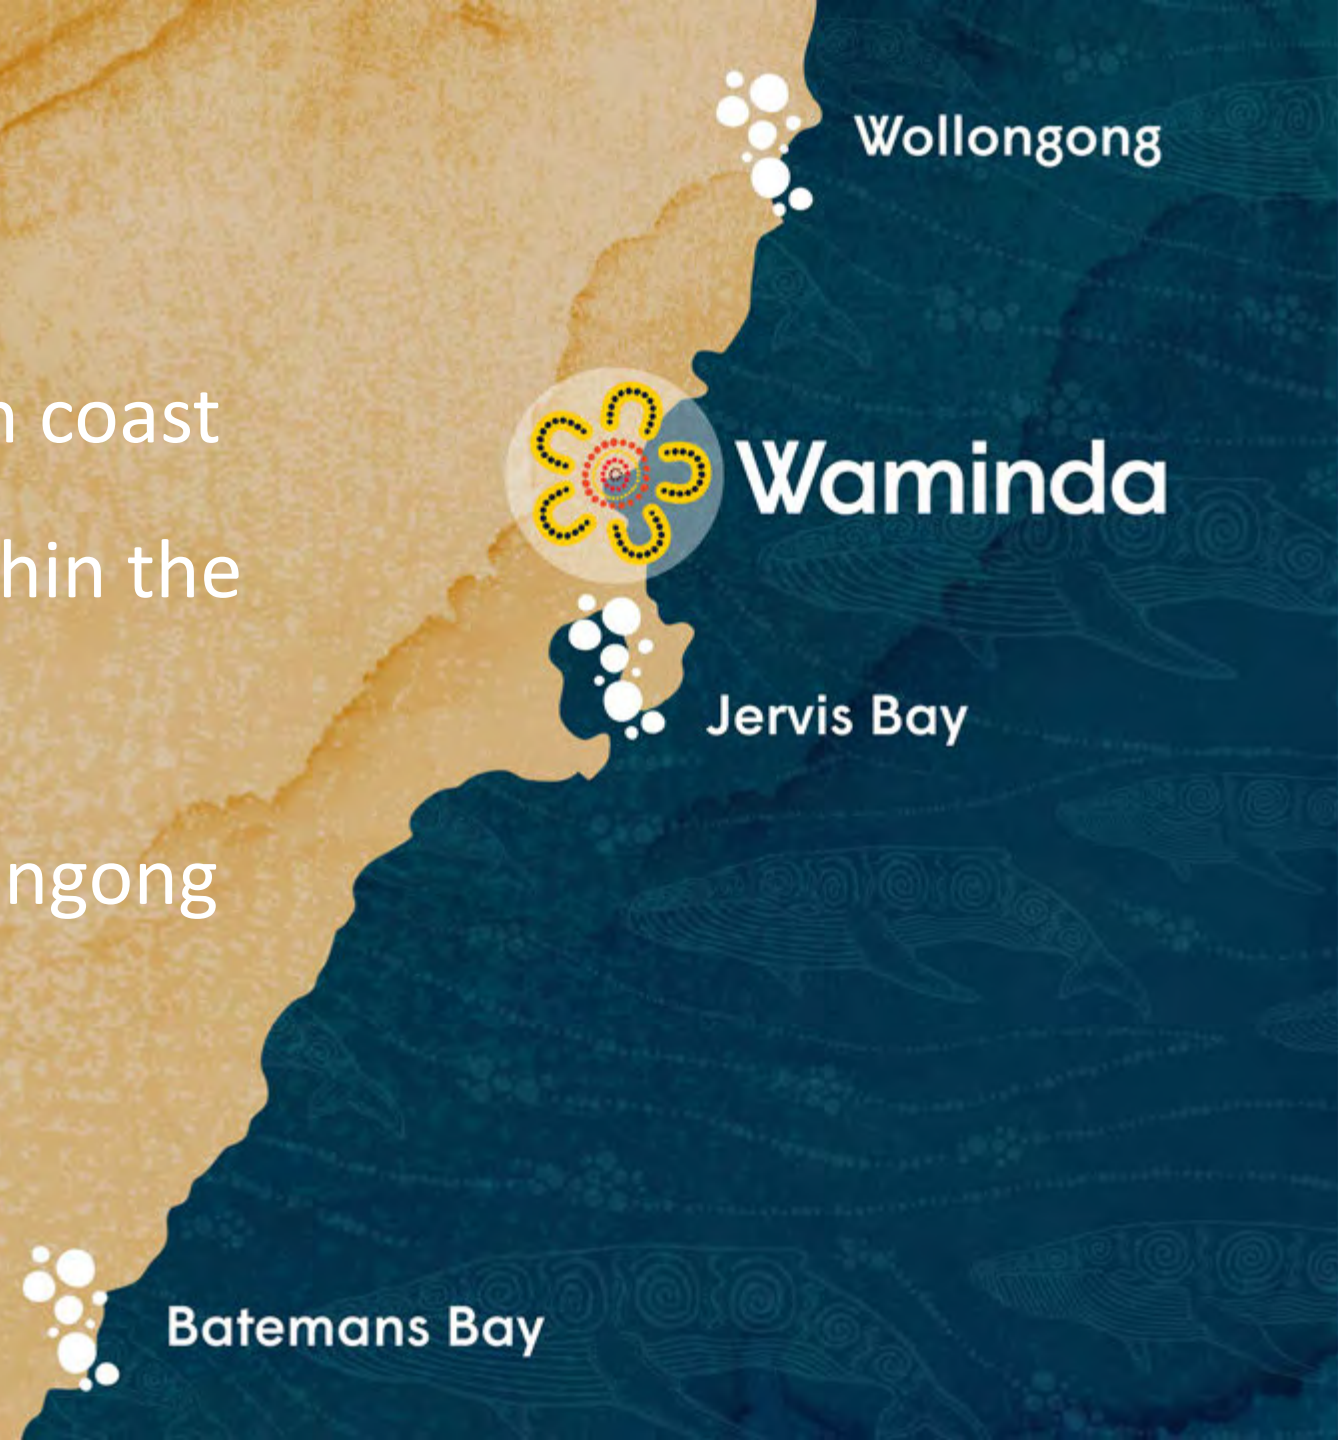 Wollongong
n coast
Waminda
hin the
Jervis Bay
ngong
Batemans Bay